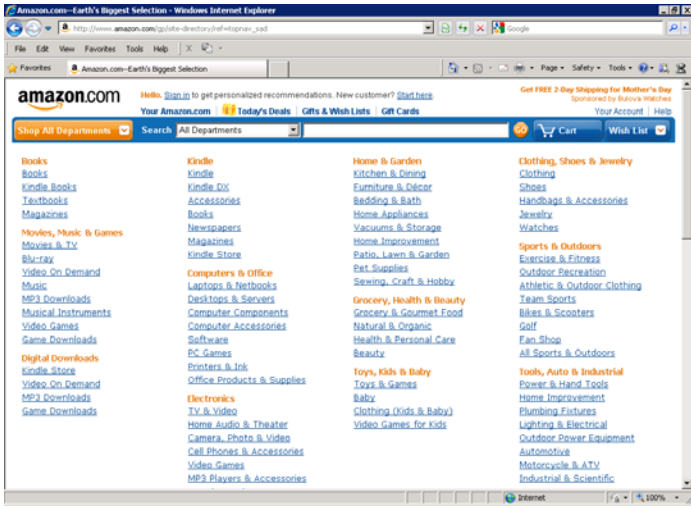 Amazon.com--Earth's Biggest Selection - Windows Internet Explorer
http://www.amazon.com/gp/site-directory/ref=topnav_sad
Google
File Edit View Favorites Tools Help
Favorites Amazon.com--Earth's Biggest Selection
Page Safety Tools
amazon.com
Hello. Sign in to get personalized recommendations. New customer? Start here.
Get FREE 2-Day Shipping for Mother's Day
Sponsored by Bulova Watches
Your Amazon.com Today's Deals Gifts & Wish Lists Gift Cards
Your Account Help
Shop All Departments Search All Departments GO Cart Wish List
Books
Books
Kindle Books
Textbooks
Magazines
Movies, Music & Games
Movies & TV
Blu-ray
Video On Demand
Music
MP3 Downloads
Musical Instruments
Video Games
Game Downloads
Digital Downloads
Kindle Store
Video On Demand
MP3 Downloads
Game Downloads
Kindle
Kindle
Kindle DX
Accessories
Books
Newspapers
Magazines
Kindle Store
Computers & Office
Laptops & Netbooks
Desktops & Servers
Computer Components
Computer Accessories
Software
PC Games
Printers & Ink
Office Products & Supplies
Electronics
TV & Video
Home Audio & Theater
Camera, Photo & Video
Cell Phones & Accessories
Video Games
MP3 Players & Accessories
Home & Garden
Kitchen & Dining
Furniture & Décor
Bedding & Bath
Home Appliances
Vacuums & Storage
Home Improvement
Patio, Lawn & Garden
Pet Supplies
Sewing, Craft & Hobby
Grocery, Health & Beauty
Grocery & Gourmet Food
Natural & Organic
Health & Personal Care
Beauty
Toys, Kids & Baby
Toys & Games
Baby
Clothing (Kids & Baby)
Video Games for Kids
Clothing, Shoes & Jewelry
Clothing
Shoes
Handbags & Accessories
Jewelry
Watches
Sports & Outdoors
Exercise & Fitness
Outdoor Recreation
Athletic & Outdoor Clothing
Team Sports
Bikes & Scooters
Golf
Fan Shop
All Sports & Outdoors
Tools, Auto & Industrial
Power & Hand Tools
Home Improvement
Plumbing Fixtures
Lighting & Electrical
Outdoor Power Equipment
Automotive
Motorcycle & ATV
Industrial & Scientific
Internet 100%